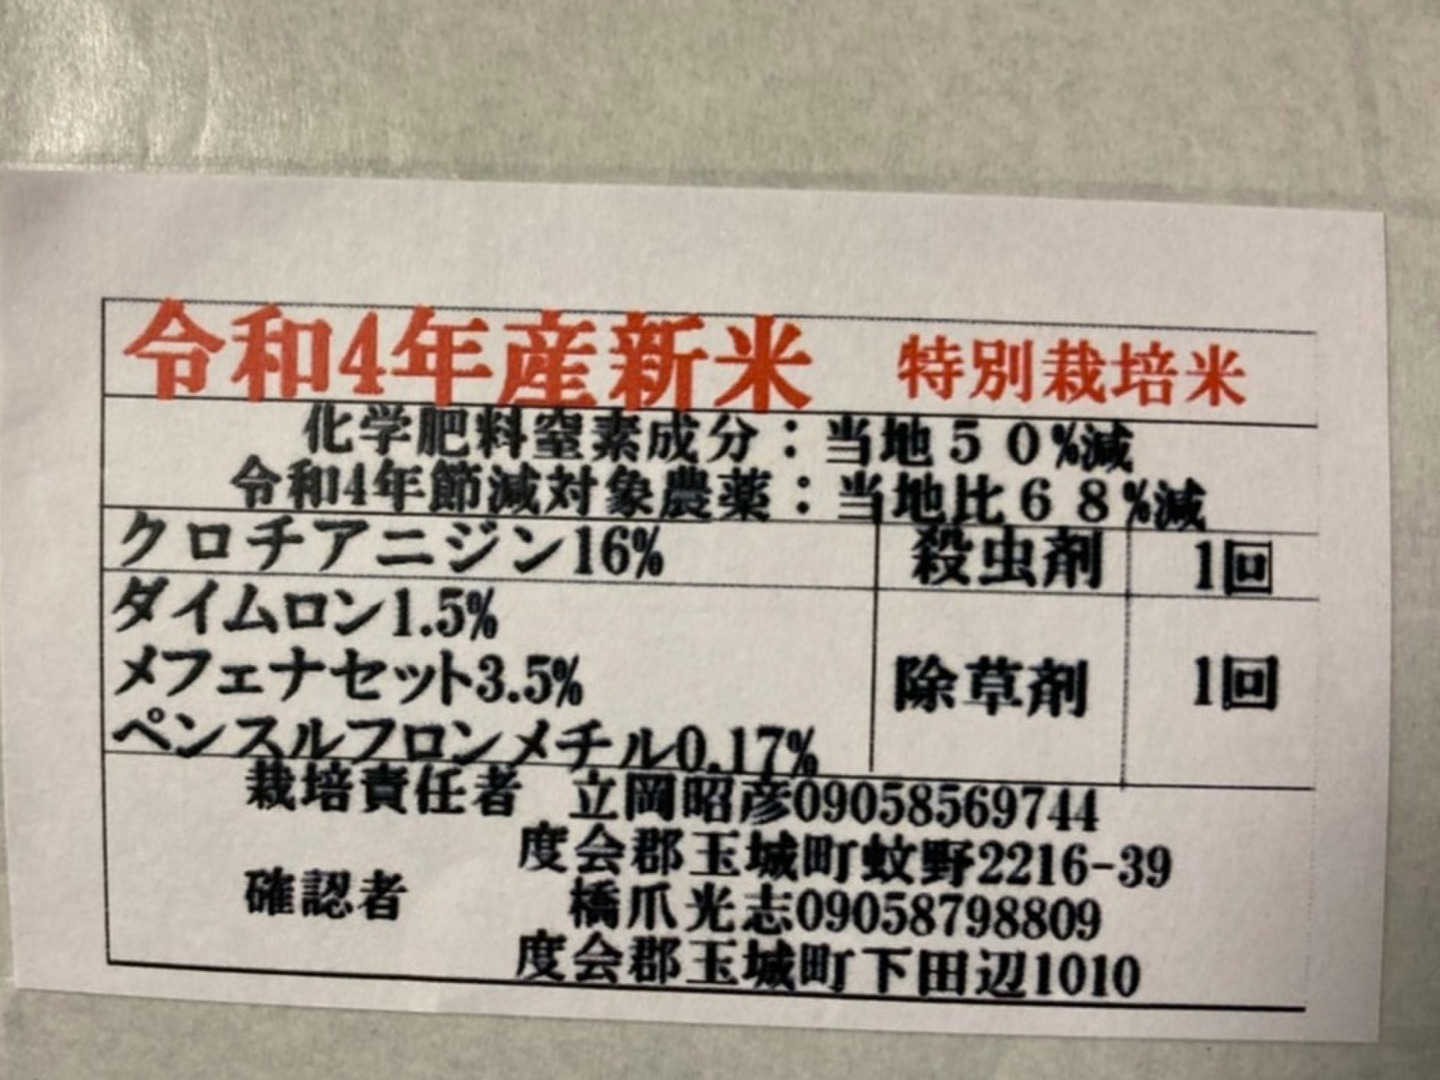 令和4年産新米 特別栽培米
化学肥料窒素成分：当地５０%減
令和4年節減対象農薬：当地比６８%減
クロチアニジン16% 殺虫剤 1回
ダイムロン1.5%
メフェナセット3.5% 除草剤 1回
ペンスルフロンメチル0.17%
栽培責任者 立岡昭彦09058569744
度会郡玉城町蚊野2216-39
確認者 橋爪光志09058798809
度会郡玉城町下田辺1010